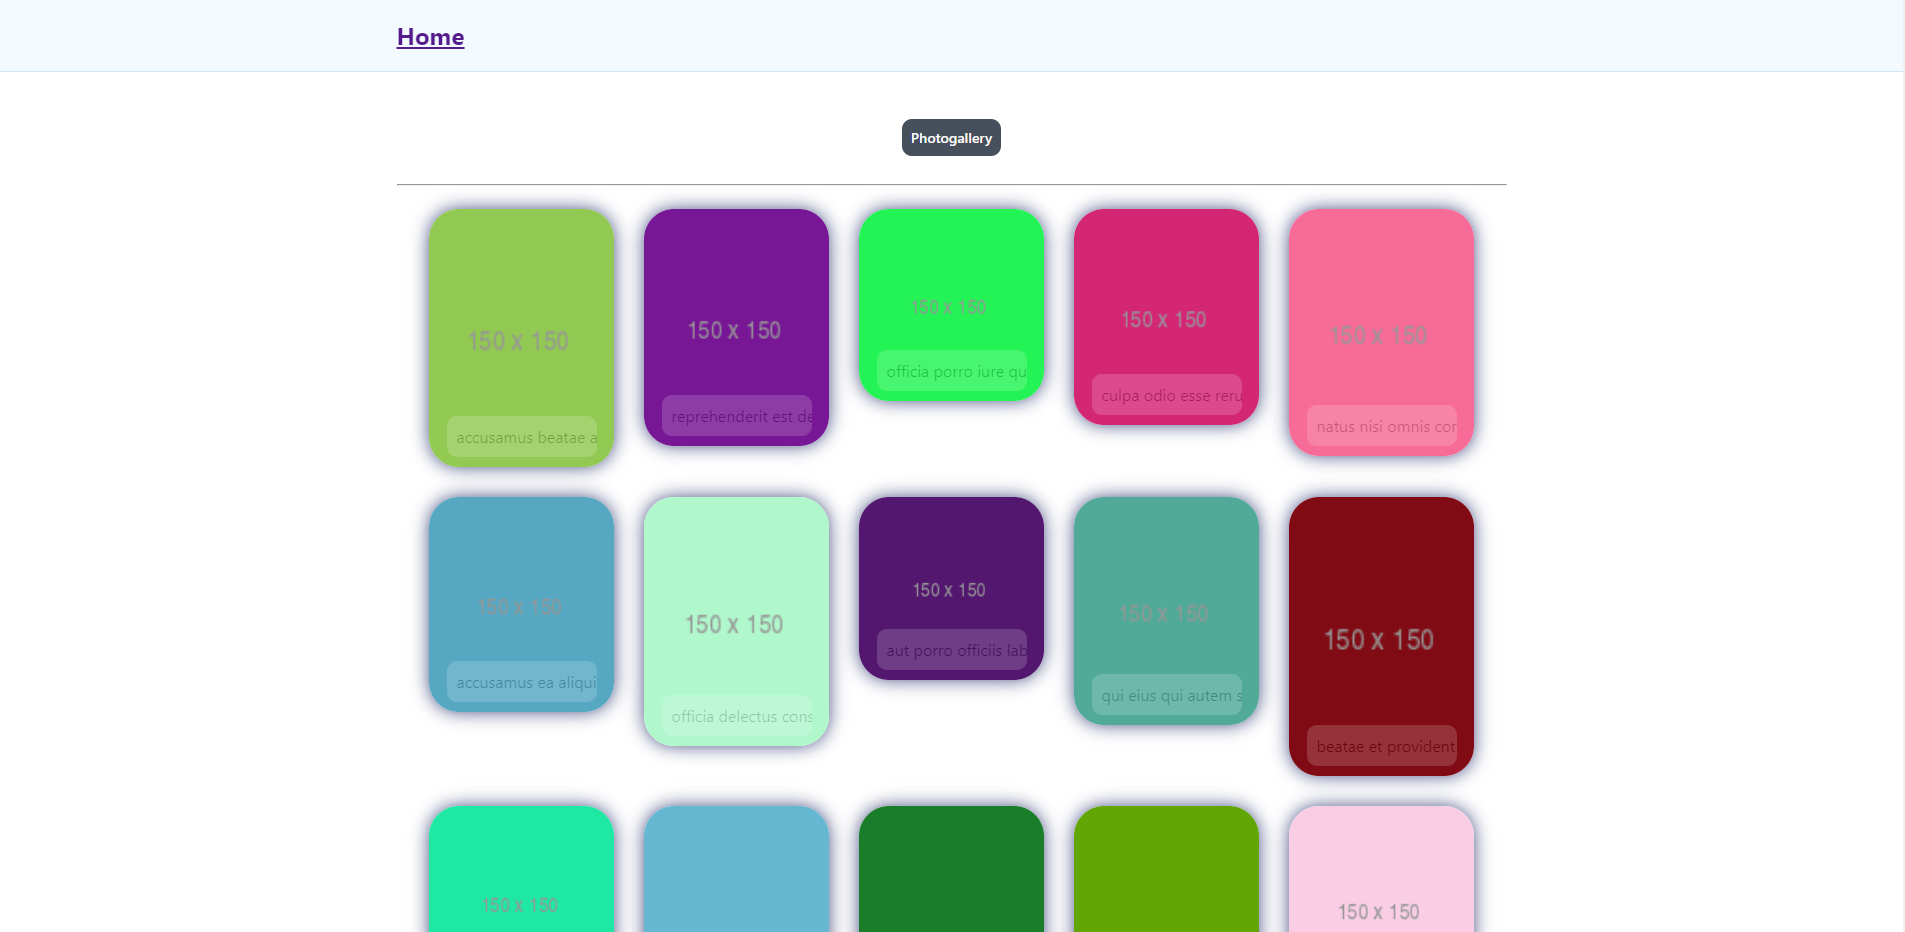 Home
Photogallery
150 x 150
accusamus beatae a
150 x 150
reprehenderit est de
150 x 150
officia porro iure qu
150 x 150
culpa odio esse reru
150 x 150
natus nisi omnis cor
150 x 150
accusamus ea aliqui
150 x 150
officia delectus cons
150 x 150
aut porro officiis lab
150 x 150
qui eius qui autem s
150 x 150
beatae et provident
150 x 150
150 x 150